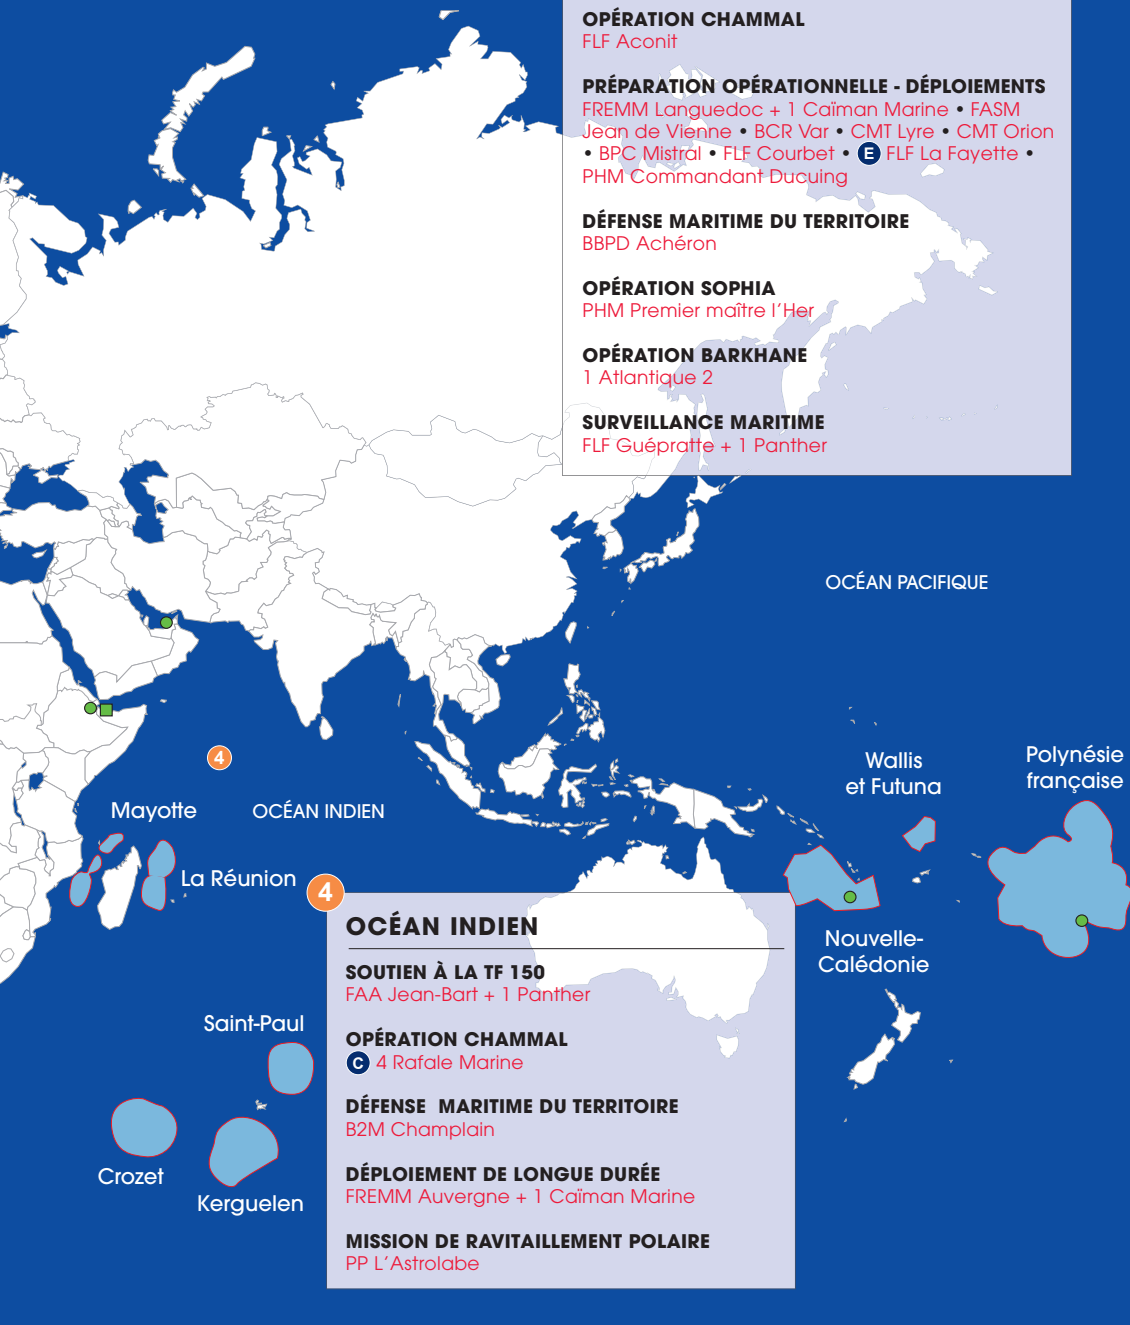 OPÉRATION CHAMMAL
FLF Aconit
PRÉPARATION OPÉRATIONNELLE - DÉPLOIEMENTS
FREMM Languedoc + 1 Caïman Marine • FASM
Jean de Vienne • BCR Var • CMT Lyre • CMT Orion
• BPC Mistral • FLF Courbet • E FLF La Fayette •
PHM Commandant Ducuing
DÉFENSE MARITIME DU TERRITOIRE
BBPD Achéron
OPÉRATION SOPHIA
PHM Premier maître l’Her
OPÉRATION BARKHANE
1 Atlantique 2
SURVEILLANCE MARITIME
FLF Guépratte + 1 Panther
OCÉAN PACIFIQUE
4
Wallis
et Futuna
Polynésie
française
Mayotte
OCÉAN INDIEN
La Réunion
4
OCÉAN INDIEN
SOUTIEN À LA TF 150
FAA Jean-Bart + 1 Panther
OPÉRATION CHAMMAL
C 4 Rafale Marine
DÉFENSE MARITIME DU TERRITOIRE
B2M Champlain
DÉPLOIEMENT DE LONGUE DURÉE
FREMM Auvergne + 1 Caïman Marine
MISSION DE RAVITAILLEMENT POLAIRE
PP L’Astrolabe
Nouvelle-
Calédonie
Saint-Paul
Crozet
Kerguelen